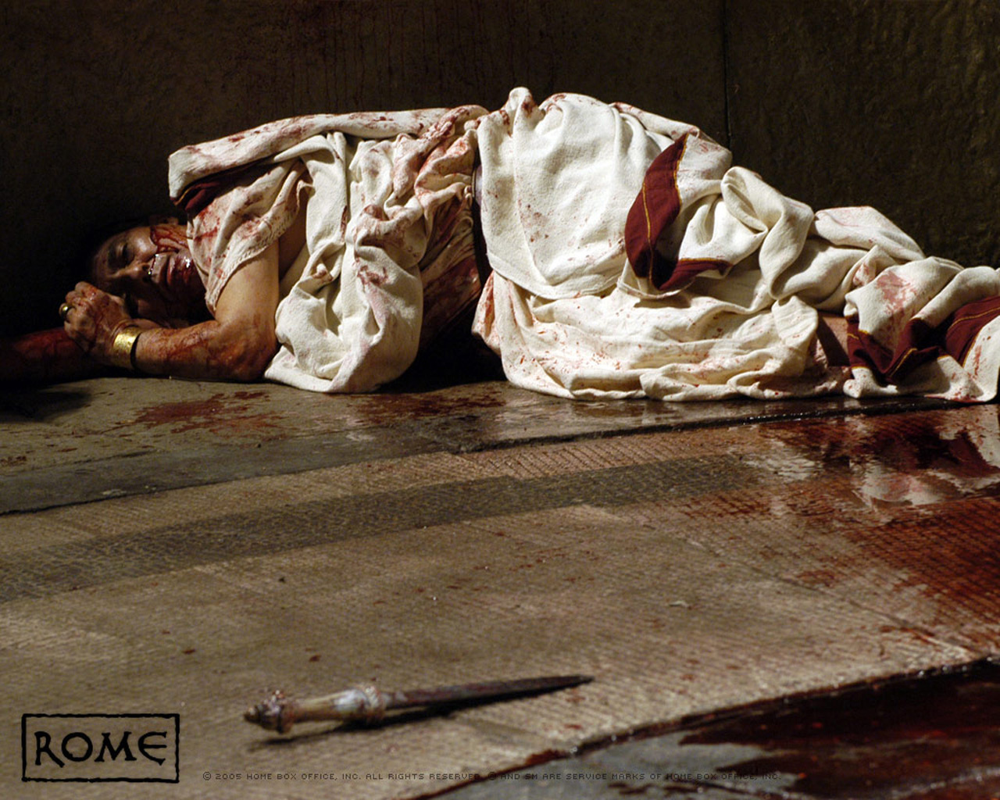 ROME
© 2005 HOME BOX OFFICE, INC. ALL RIGHTS RESERVED. ® AND SM ARE SERVICE MARKS OF HOME BOX OFFICE, INC.